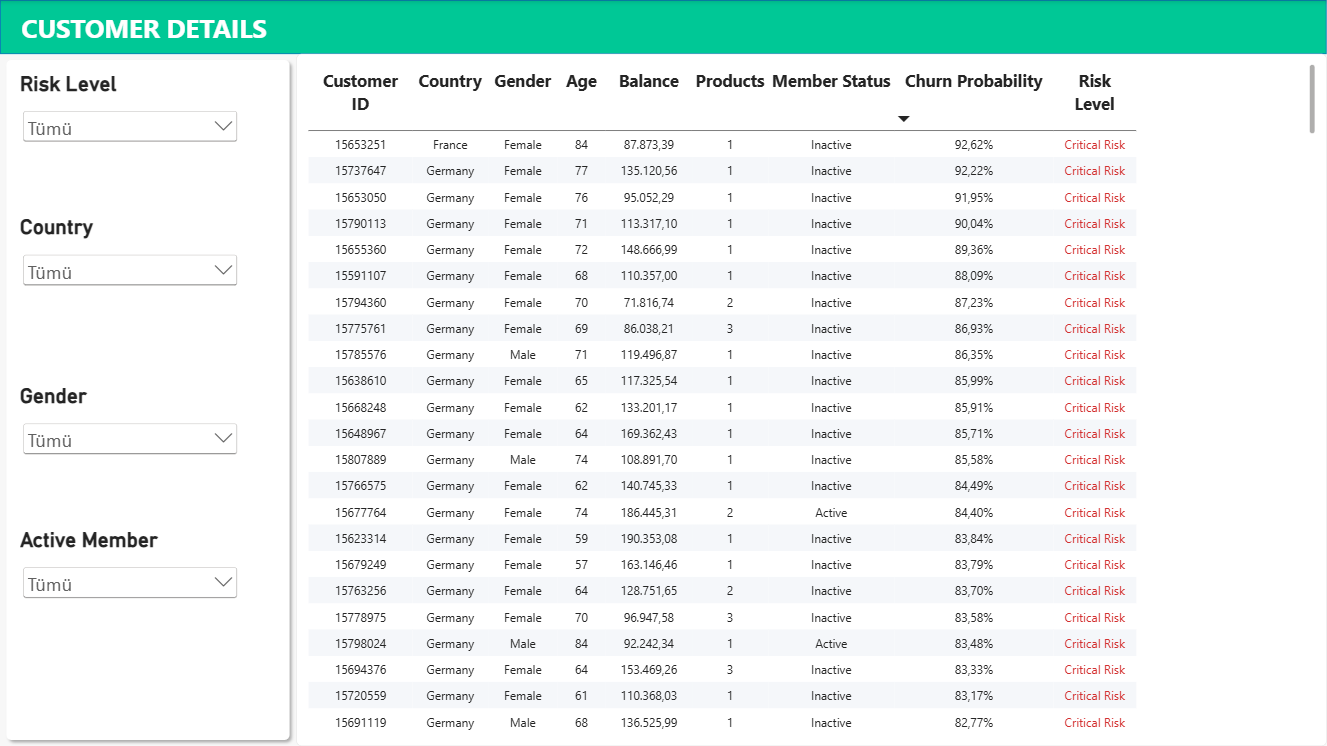 CUSTOMER DETAILS
Risk Level
Tümü
Country
Tümü
Gender
Tümü
Active Member
Tümü
Customer ID Country Gender Age Balance Products Member Status Churn Probability Risk Level
15653251 France Female 84 87.873,39 1 Inactive 92,62% Critical Risk
15737647 Germany Female 77 135.120,56 1 Inactive 92,22% Critical Risk
15653050 Germany Female 76 95.052,29 1 Inactive 91,95% Critical Risk
15790113 Germany Female 71 113.317,10 1 Inactive 90,04% Critical Risk
15655360 Germany Female 72 148.666,99 1 Inactive 89,36% Critical Risk
15591107 Germany Female 68 110.357,00 1 Inactive 88,09% Critical Risk
15794360 Germany Female 70 71.816,74 2 Inactive 87,23% Critical Risk
15775761 Germany Female 69 86.038,21 3 Inactive 86,93% Critical Risk
15785576 Germany Male 71 119.496,87 1 Inactive 86,35% Critical Risk
15638610 Germany Female 65 117.325,54 1 Inactive 85,99% Critical Risk
15668248 Germany Female 62 133.201,17 1 Inactive 85,91% Critical Risk
15648967 Germany Female 64 169.362,43 1 Inactive 85,71% Critical Risk
15807889 Germany Male 74 108.891,70 1 Inactive 85,58% Critical Risk
15766575 Germany Female 62 140.745,33 1 Inactive 84,49% Critical Risk
15677764 Germany Female 74 186.445,31 2 Active 84,40% Critical Risk
15623314 Germany Female 59 190.353,08 1 Inactive 83,84% Critical Risk
15679249 Germany Female 57 163.146,46 1 Inactive 83,79% Critical Risk
15763256 Germany Female 64 128.751,65 2 Inactive 83,70% Critical Risk
15778975 Germany Female 70 96.947,58 3 Inactive 83,58% Critical Risk
15798024 Germany Male 84 92.242,34 1 Active 83,48% Critical Risk
15694376 Germany Female 64 153.469,26 3 Inactive 83,33% Critical Risk
15720559 Germany Female 61 110.368,03 1 Inactive 83,17% Critical Risk
15691119 Germany Male 68 136.525,99 1 Inactive 82,77% Critical Risk